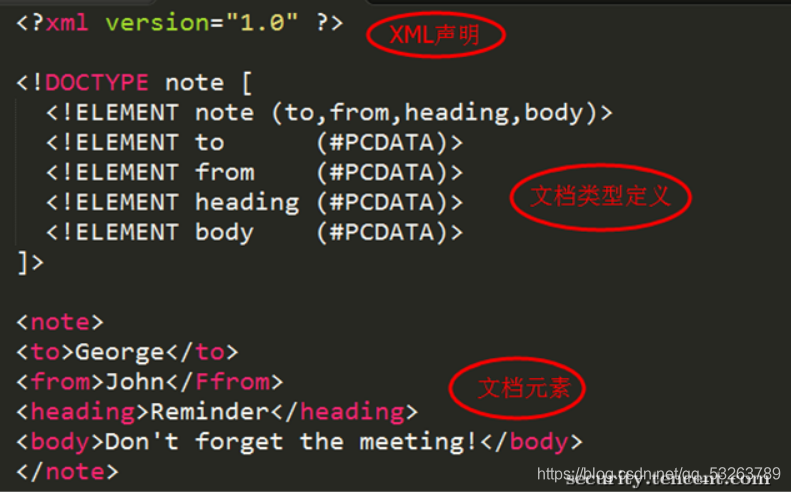 <?xml version="1.0" ?>
XML声明
<!DOCTYPE note [
<!ELEMENT note (to,from,heading,body)>
<!ELEMENT to (#PCDATA)>
<!ELEMENT from (#PCDATA)>
<!ELEMENT heading (#PCDATA)>
文档类型定义
<!ELEMENT body (#PCDATA)>
]>
<note>
<to>George</to>
<from>John</Ffrom>
文档元素
<heading>Reminder</heading>
<body>Don't forget the meeting!</body>
</note>
https://blog.csdn.net/qq_53263789
security.tencent.com